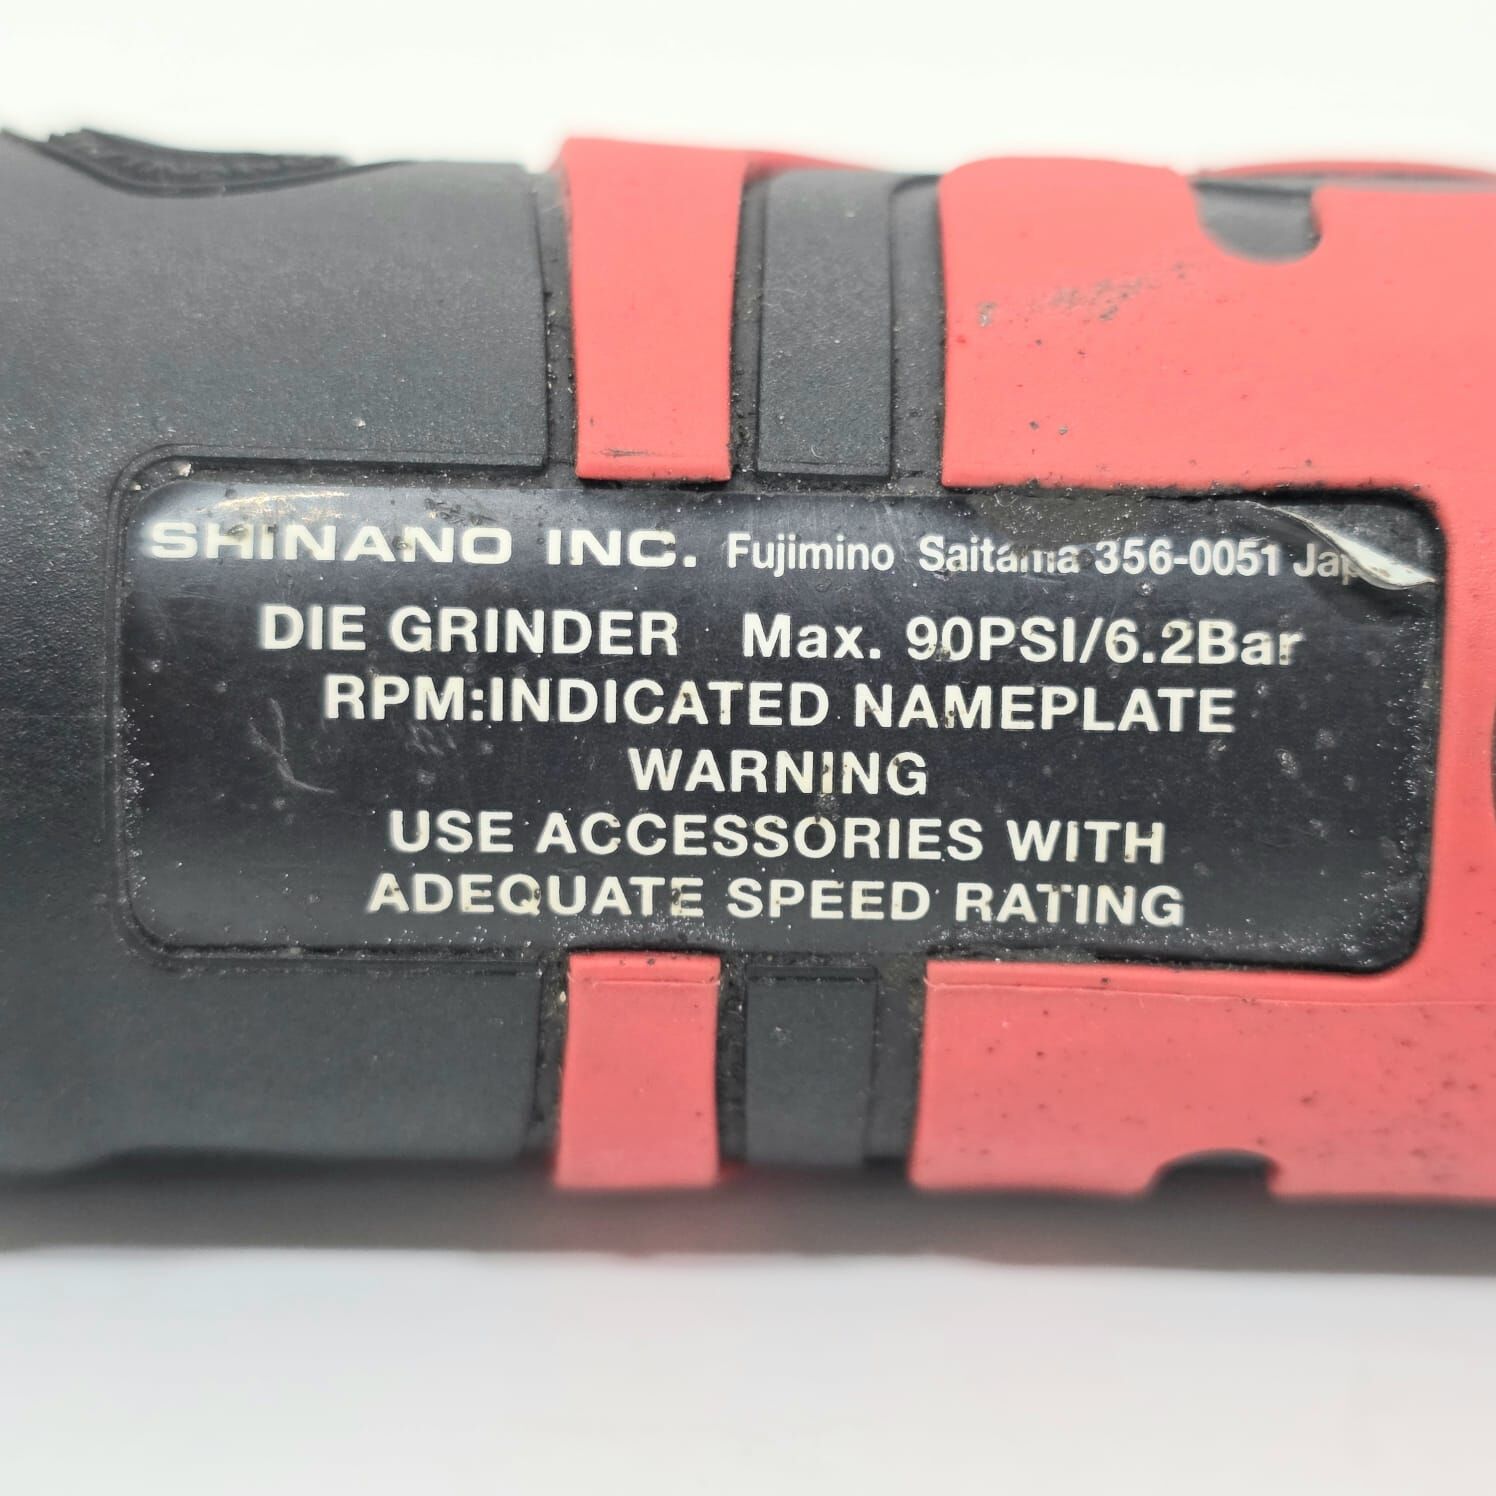 SHINANO INC. Fujimino Saitama 356-0051 Jap
DIE GRINDER Max. 90PSI/6.2Bar
RPM:INDICATED NAMEPLATE
WARNING
USE ACCESSORIES WITH
ADEQUATE SPEED RATING